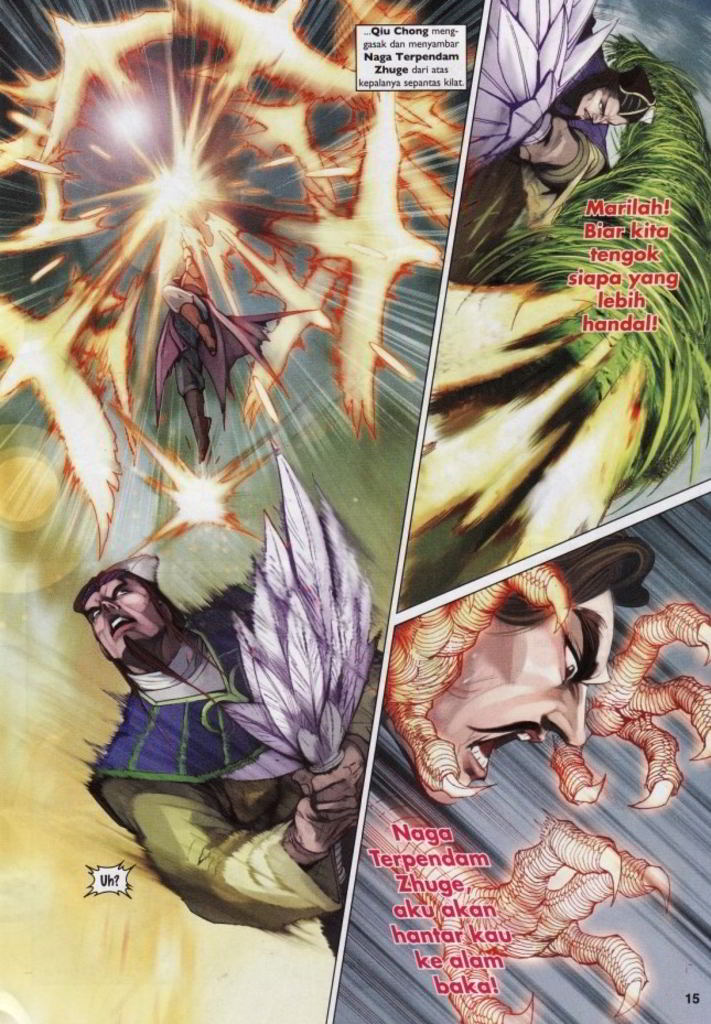 ...Qiu Chong meng-
gasak dan menyambar
Naga Terpendam
Zhuge dari atas
kepalanya sepantas kilat.
Uh?
Marilah!
Biar kita
tengok
siapa yang
lebih
handal!
Naga
Terpendam
Zhuge,
aku akan
hantar kau
ke alam
baka!
15